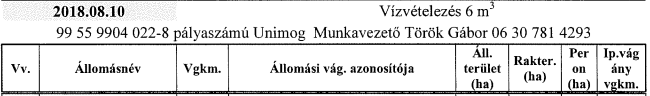 2018.08.10 Vízvételezés 6 m³
99 55 9904 022-8 pályaszámú Unimog Munkavezető Török Gábor 06 30 781 4293
Vv. Állomásnév Vgkm. Állomási vág. azonosítója Áll. terület (ha) Rakter. (ha) Per on (ha) Ip.vág ány vgkm.